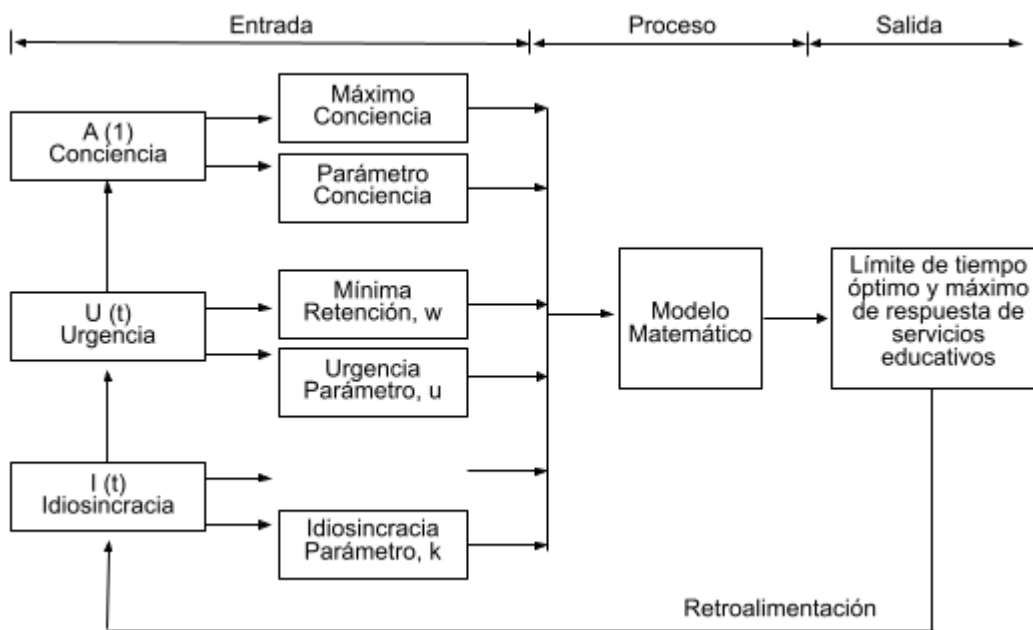 Entrada
Proceso
Salida
A (1)
Conciencia
Máximo
Conciencia
Parámetro
Conciencia
U (t)
Urgencia
Mínima
Retención, w
Urgencia
Parámetro, u
I (t)
Idiosincracia
Idiosincracia
Parámetro, k
Modelo
Matemático
Límite de tiempo
óptimo y máximo
de respuesta de
servicios
educativos
Retroalimentación